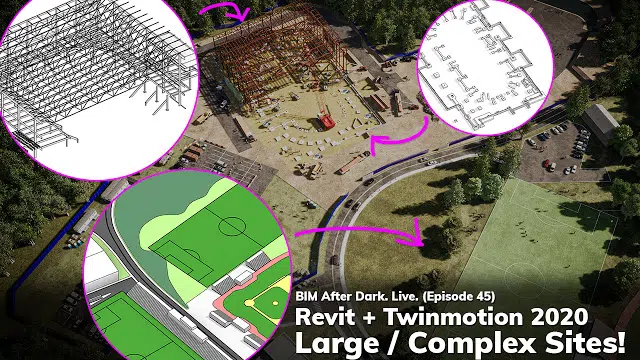 BIM After Dark. Live. (Episode 45)
Revit + Twinmotion 2020
Large / Complex Sites!